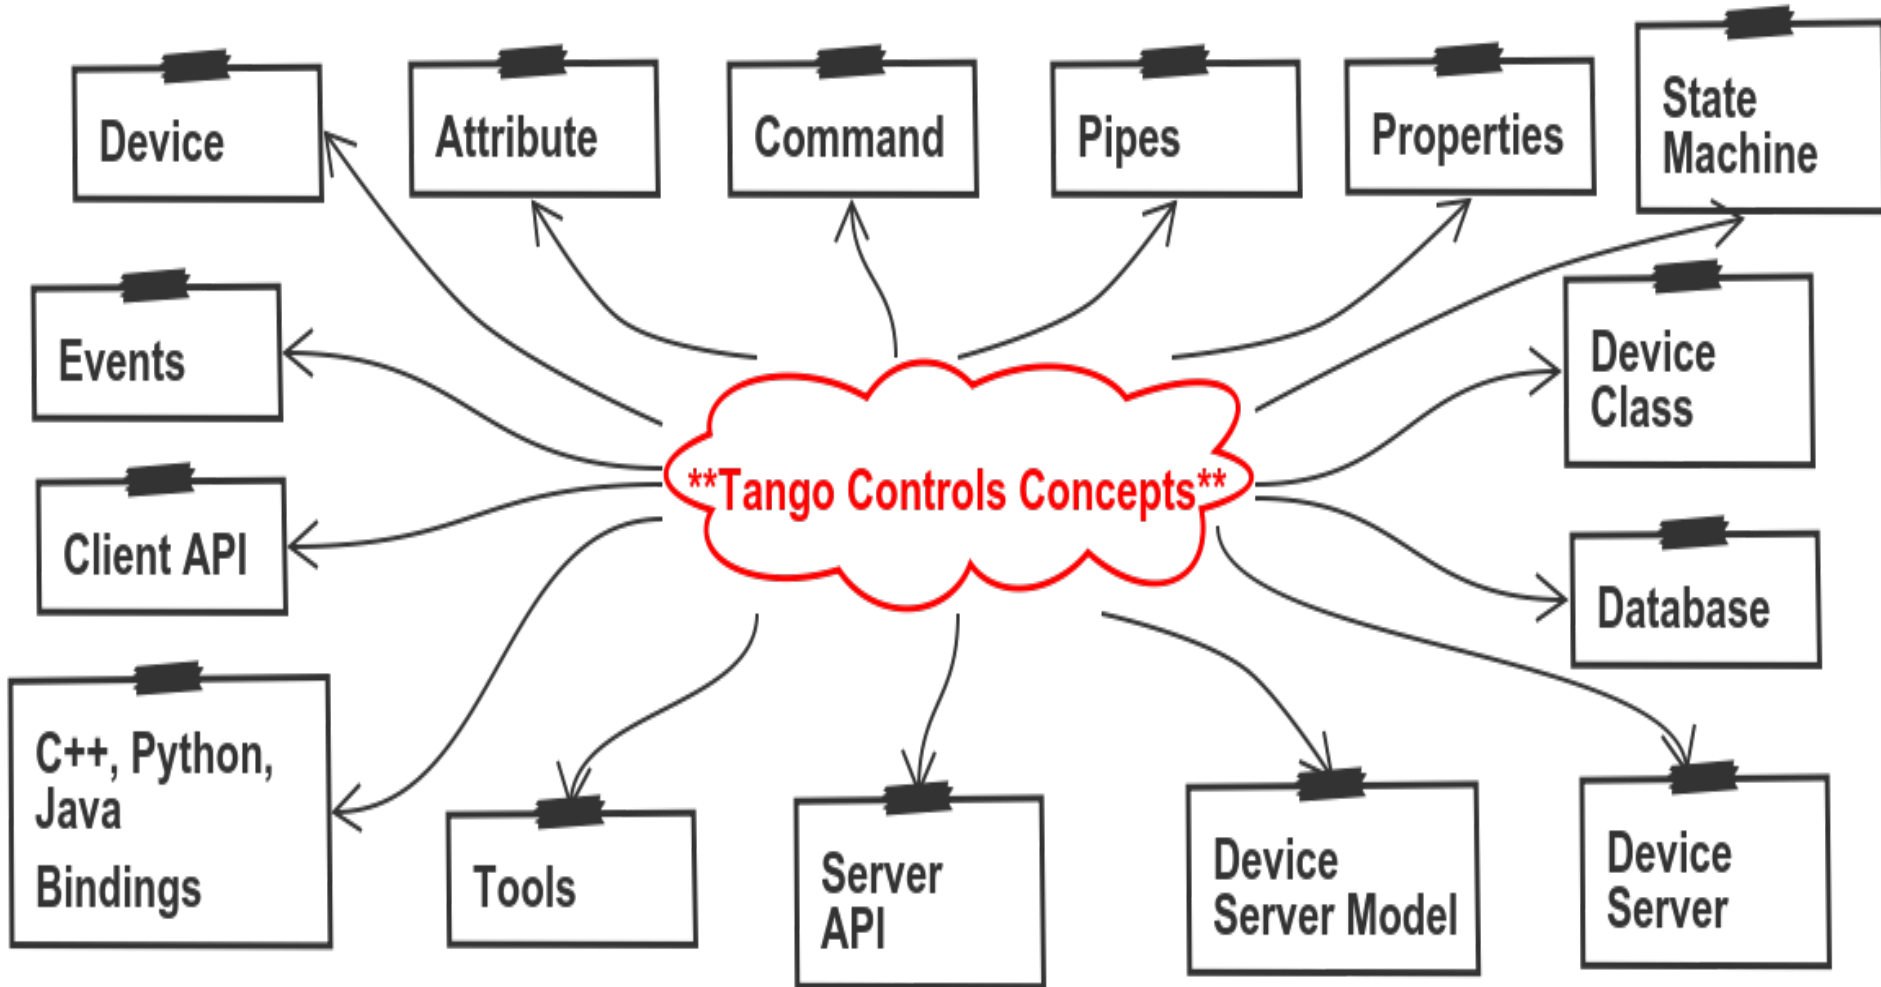 Device
Attribute
Command
Pipes
Properties
State
Machine
Events
Device
Class
**Tango Controls Concepts**
Client API
Database
C++, Python,
Java
Bindings
Tools
Server
API
Device
Server Model
Device
Server